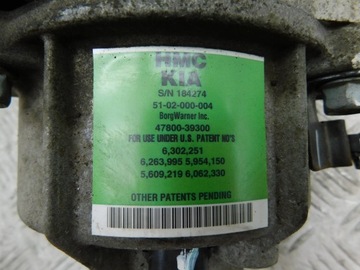 HMC
KIA
S/N 184274
51-02-000-004
BorgWarner Inc.
47800-39300
FOR USE UNDER U.S. PATENT NO'S
6,302,251
6,263,995 5,954,150
5,609,219 6,062,330
OTHER PATENTS PENDING